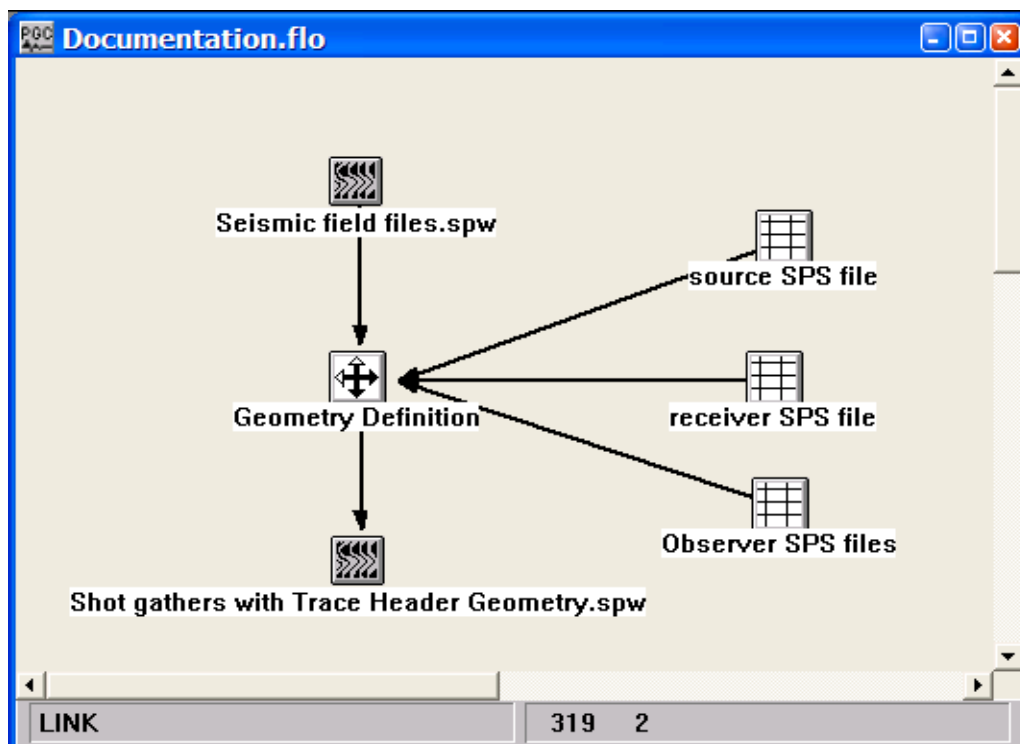 PGC
Documentation.flo
Seismic field files.spw
source SPS file
Geometry Definition
receiver SPS file
Observer SPS files
Shot gathers with Trace Header Geometry.spw
LINK
319 2